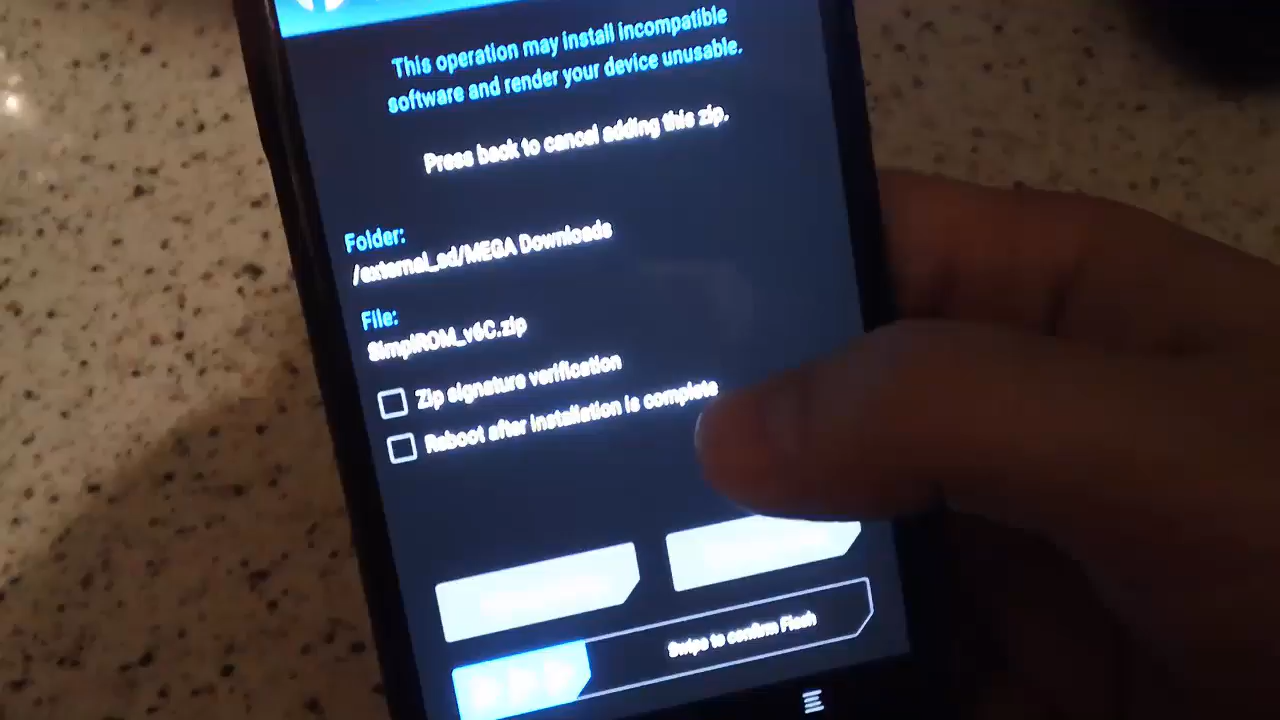 This operation may install incompatible
software and render your device unusable.
Press back to cancel adding this zip.
Folder:
/external_sd/MEGA Downloads
File:
SimplROM_v6C.zip
Zip signature verification
Reboot after installation is complete
Swipe to confirm Flash